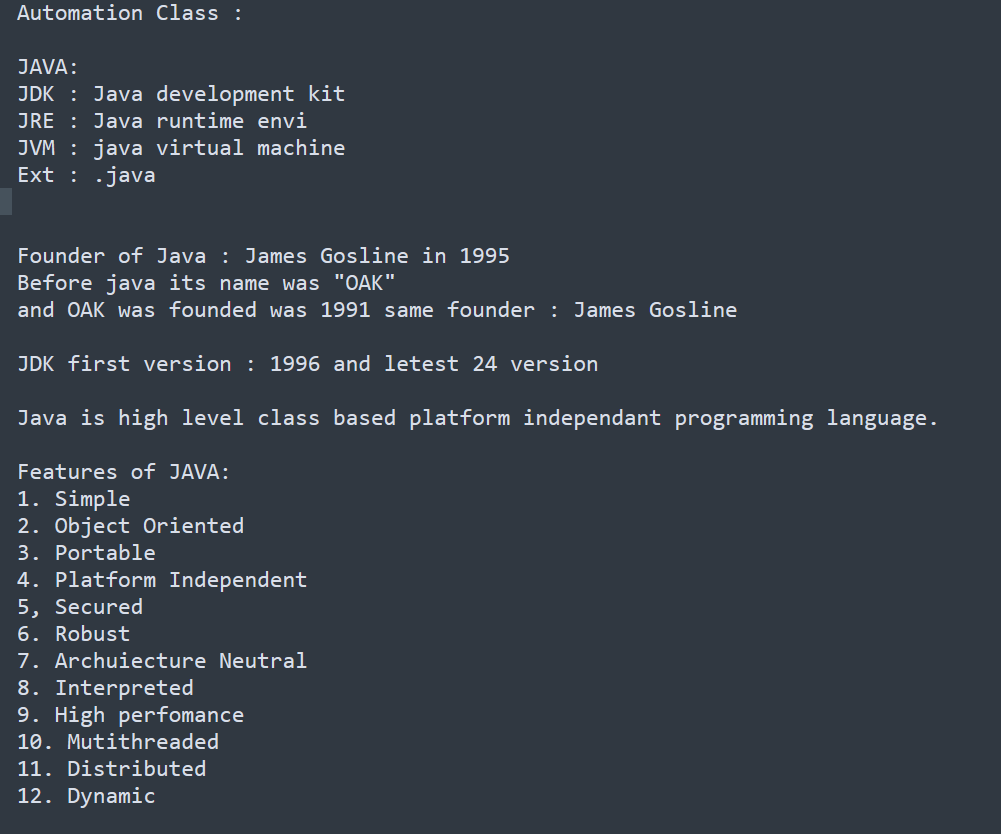 Automation Class :
JAVA:
JDK : Java development kit
JRE : Java runtime envi
JVM : java virtual machine
Ext : .java
Founder of Java : James Gosline in 1995
Before java its name was "OAK"
and OAK was founded was 1991 same founder : James Gosline
JDK first version : 1996 and letest 24 version
Java is high level class based platform independant programming language.
Features of JAVA:
1. Simple
2. Object Oriented
3. Portable
4. Platform Independent
5, Secured
6. Robust
7. Archuiecture Neutral
8. Interpreted
9. High perfomance
10. Mutithreaded
11. Distributed
12. Dynamic